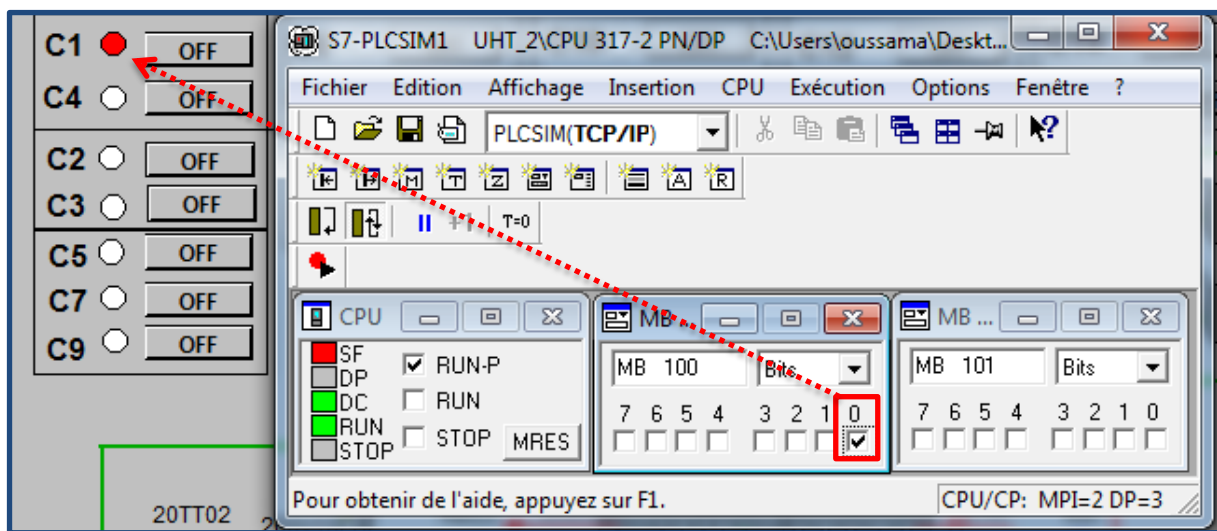 C1 OFF
C4 OFF
C2 OFF
C3 OFF
C5 OFF
C7 OFF
C9 OFF
20TT02
S7-PLCSIM1 UHT_2\CPU 317-2 PN/DP C:\Users\oussama\Deskt...
Fichier Edition Affichage Insertion CPU Exécution Options Fenêtre ?
PLCSIM(TCP/IP)
T=0
CPU
SF
DP
DC
RUN
STOP
RUN-P
RUN
STOP MRES
MB
MB 100 Bits
7 6 5 4 3 2 1 0
MB ...
MB 101 Bits
7 6 5 4 3 2 1 0
Pour obtenir de l'aide, appuyez sur F1. CPU/CP: MPI=2 DP=3